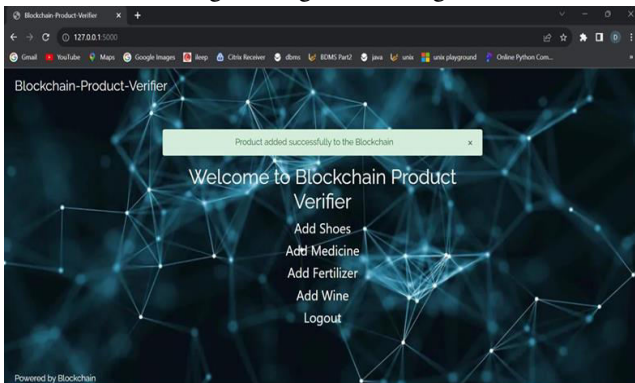 Blockchain-Product-Verifier
127.0.0.1:5000
Gmail YouTube Maps Google Images ileep Citrix Receiver dbms BDMS Part2 java unix unix playground Online Python Com...
Blockchain-Product-Verifier
Product added successfully to the Blockchain ×
Welcome to Blockchain Product
Verifier
Add Shoes
Add Medicine
Add Fertilizer
Add Wine
Logout
Powered by Blockchain